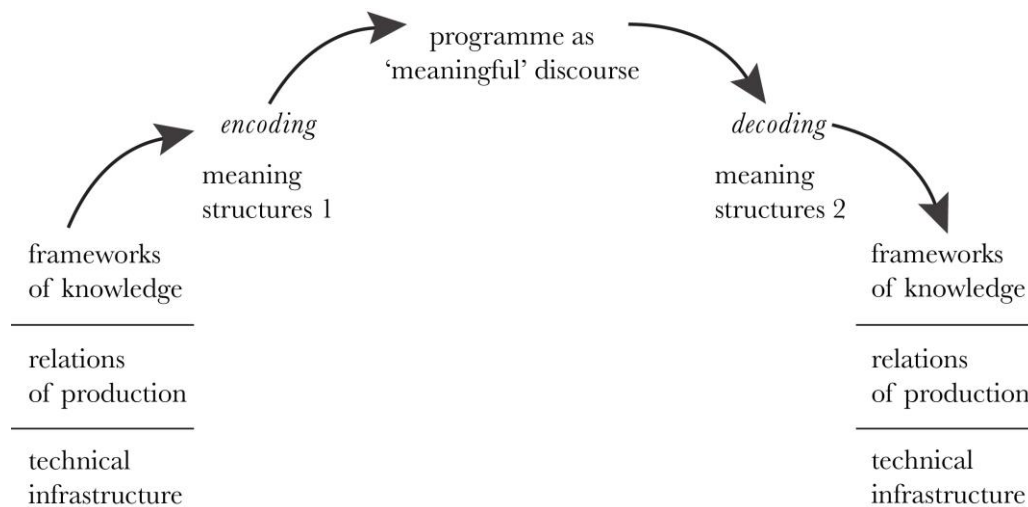 programme as
‘meaningful’ discourse
encoding
meaning
structures 1
decoding
meaning
structures 2
frameworks
of knowledge
relations
of production
technical
infrastructure
frameworks
of knowledge
relations
of production
technical
infrastructure